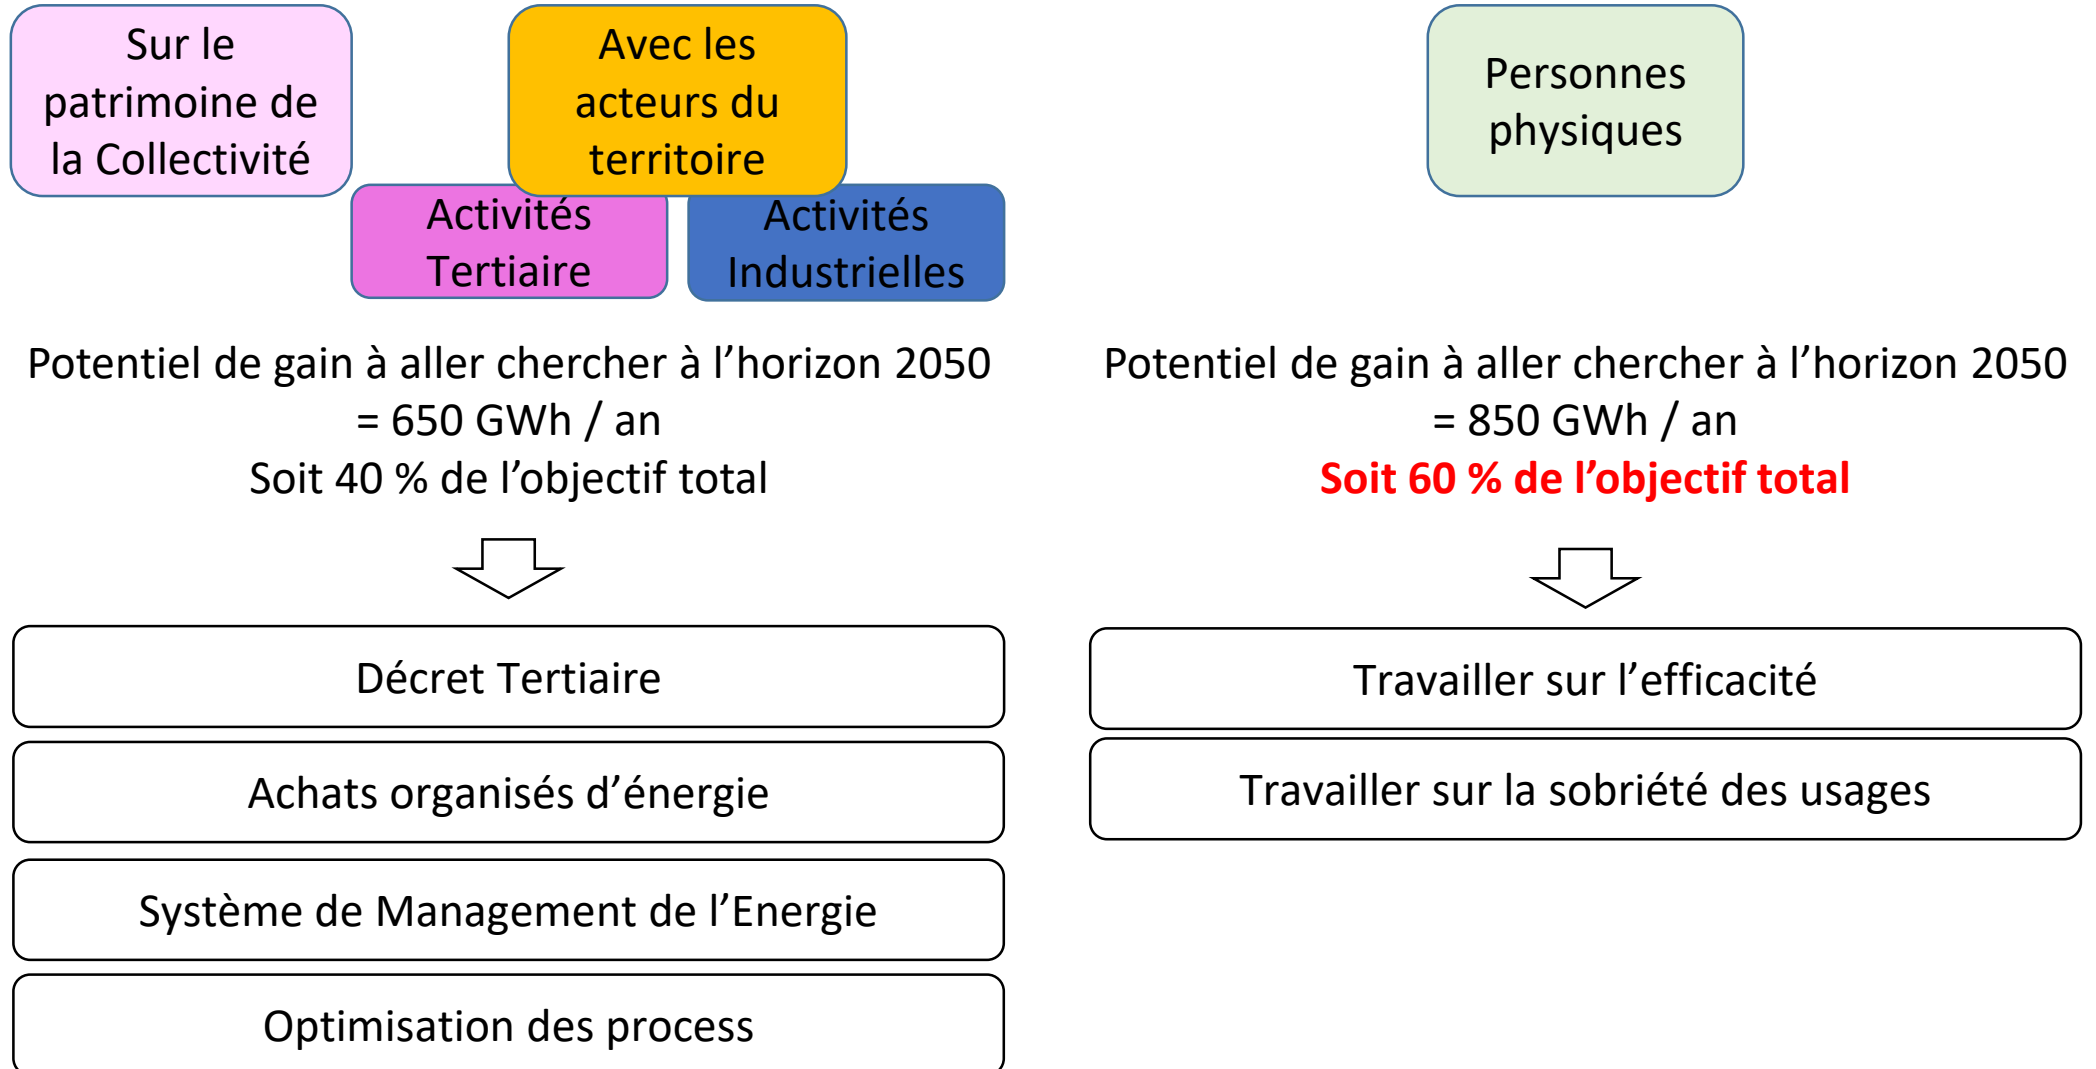 Sur le
patrimoine de
la Collectivité
Avec les
acteurs du
territoire
Activités
Tertiaire
Activités
Industrielles
Personnes
physiques
Potentiel de gain à aller chercher à l’horizon 2050
= 650 GWh / an
Soit 40 % de l’objectif total
Décret Tertiaire
Achats organisés d’énergie
Système de Management de l’Energie
Optimisation des process
Potentiel de gain à aller chercher à l’horizon 2050
= 850 GWh / an
Soit 60 % de l’objectif total
Travailler sur l’efficacité
Travailler sur la sobriété des usages